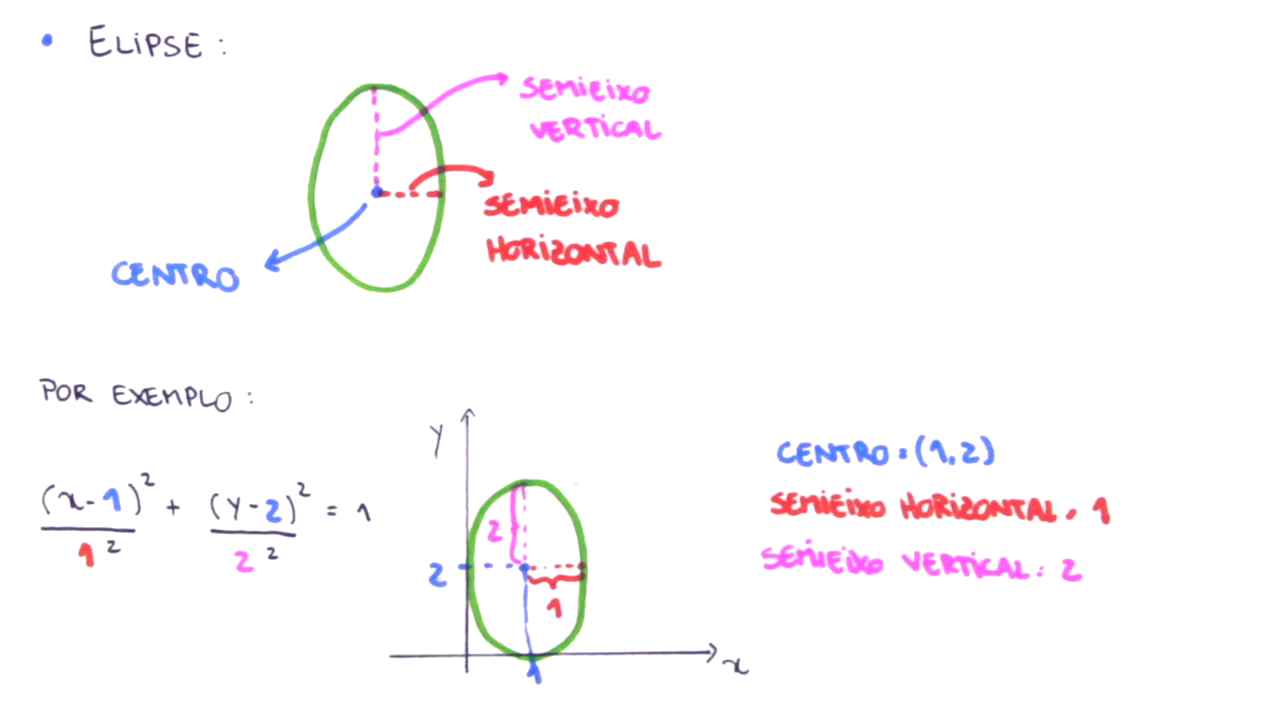 • ELIPSE:
SEMIEIXO
VERTICAL
SEMIEIXO
HORIZONTAL
CENTRO
POR EXEMPLO:
(x-1)²/1² + (y-2)²/2² = 1
y
2
2
1
1
x
CENTRO: (1,2)
SEMIEIXO HORIZONTAL: 1
SEMIEIXO VERTICAL: 2